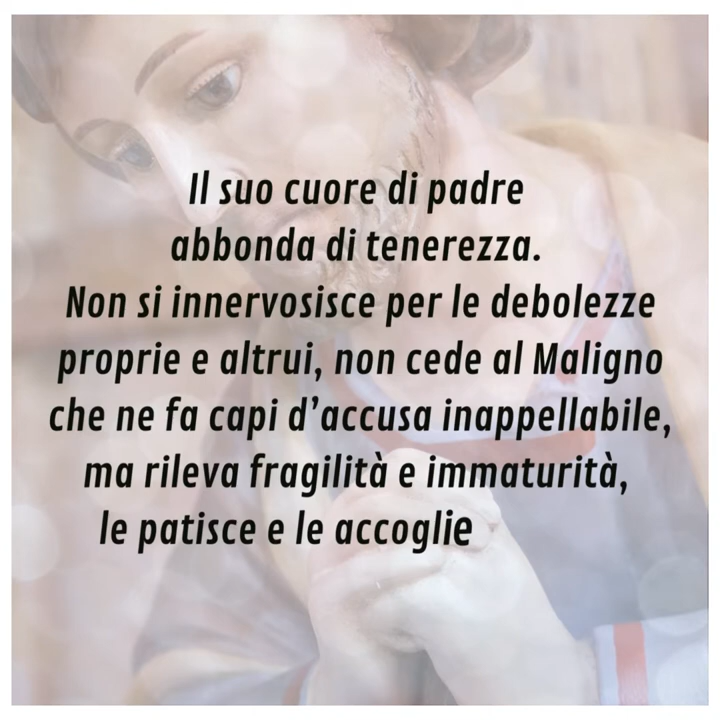 Il suo cuore di padre
abbonda di tenerezza.
Non si innervosisce per le debolezze
proprie e altrui, non cede al Maligno
che ne fa capi d’accusa inappellabile,
ma rileva fragilità e immaturità,
le patisce e le accoglie